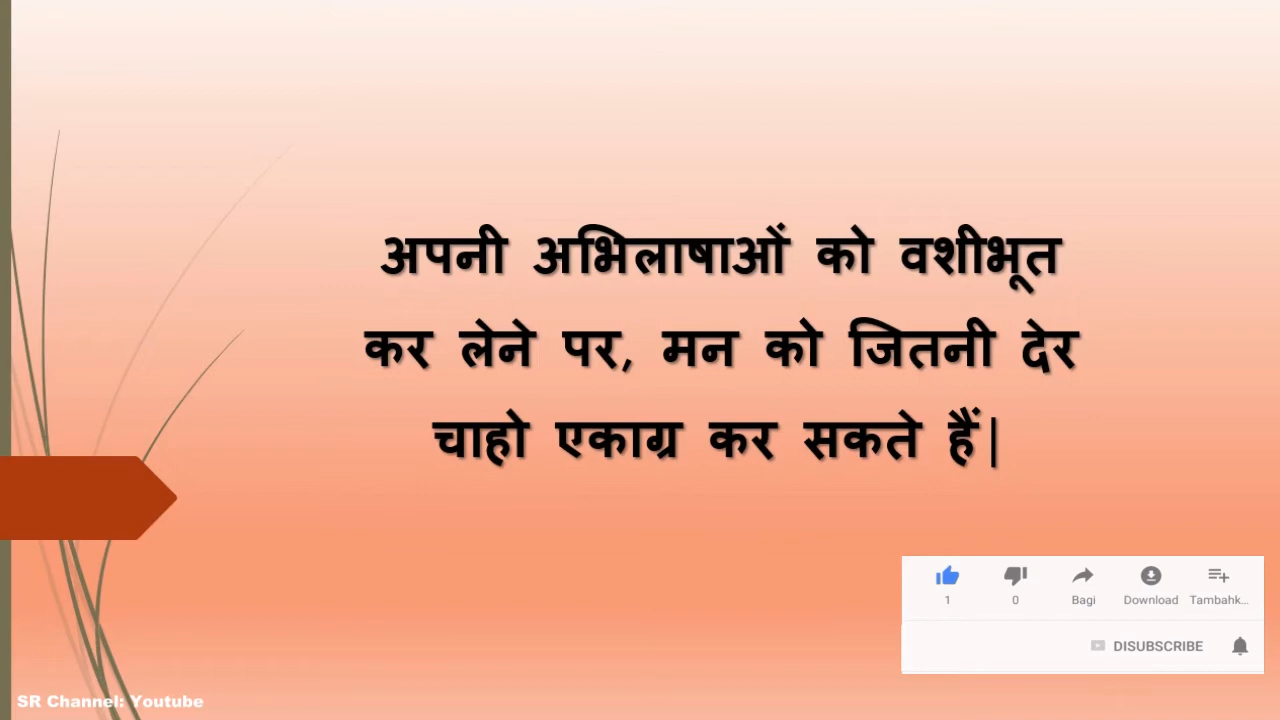 अपनी अभिलाषाओं को वशीभूत
कर लेने पर, मन को जितनी देर
चाहो एकाग्र कर सकते हैं|
1 0 Bagi Download Tambahk...
DISUBSCRIBE
SR Channel: Youtube